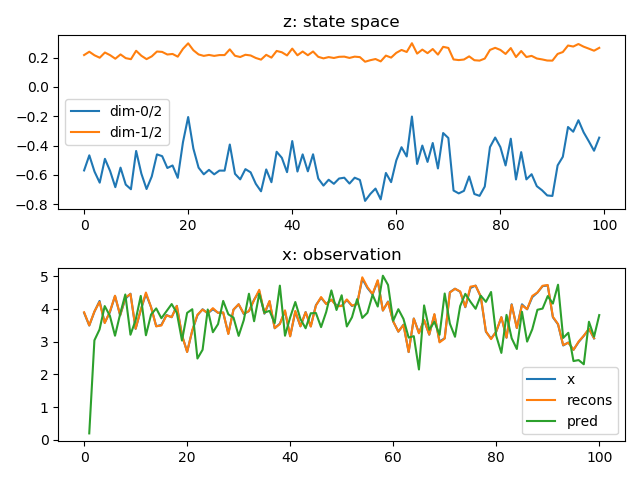 z: state space
0.2
0.0
−0.2
−0.4
−0.6
−0.8
dim-0/2
dim-1/2
0 20 40 60 80 100
x: observation
5
4
3
2
1
0
x
recons
pred
0 20 40 60 80 100